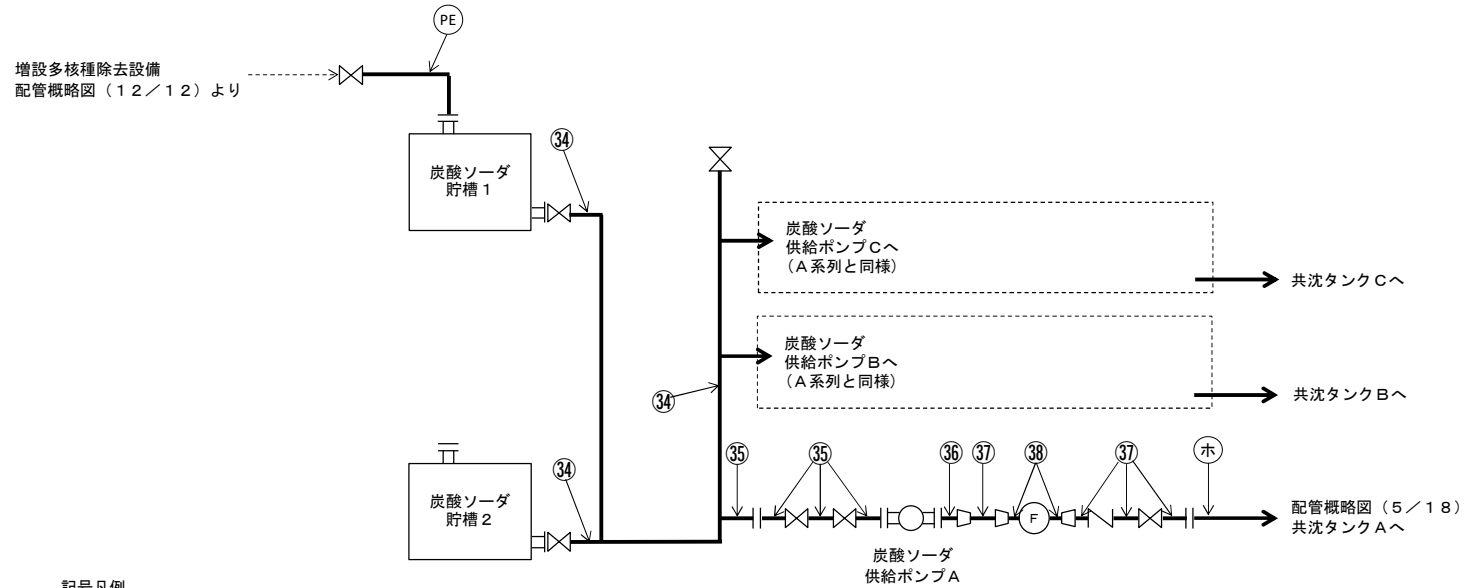 PE
増設多核種除去設備
配管概略図（１２／１２）より
炭酸ソーダ
貯槽１
㉞
炭酸ソーダ
供給ポンプＣへ
（Ａ系列と同様）
共沈タンクＣへ
炭酸ソーダ
供給ポンプＢへ
（Ａ系列と同様）
共沈タンクＢへ
㉞
㉞
炭酸ソーダ
貯槽２
㉟ ㉟ ㊱ ㊲ ㊳ ㊲ ホ
F
配管概略図（５／１８）
共沈タンクＡへ
炭酸ソーダ
供給ポンプＡ
記号凡例